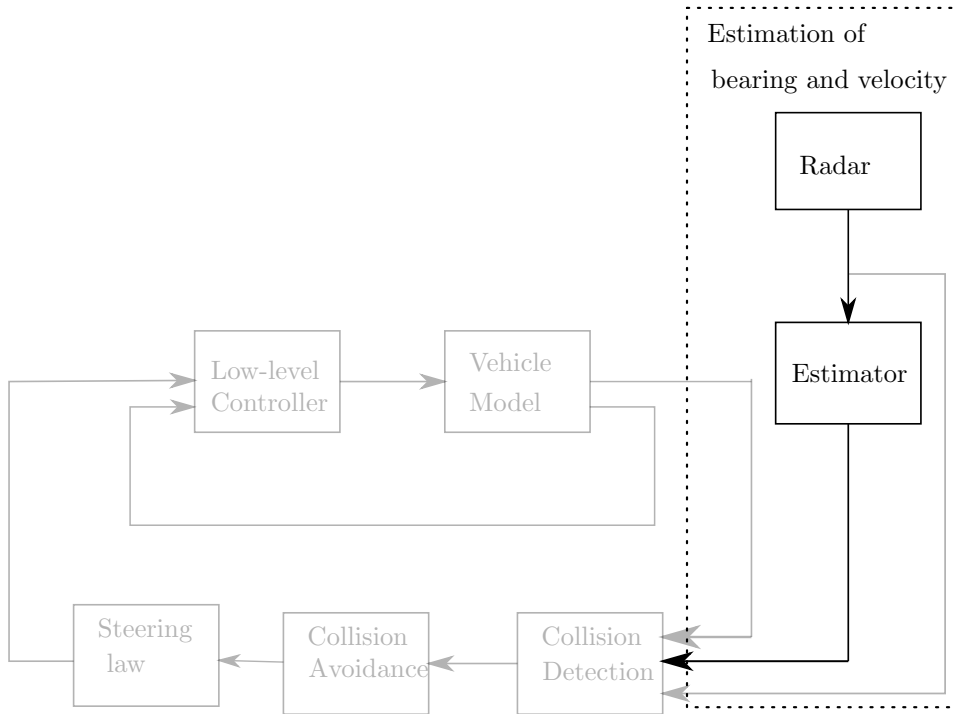 Estimation of
bearing and velocity
Radar
Estimator
Low-level
Controller
Vehicle
Model
Steering
law
Collision
Avoidance
Collision
Detection